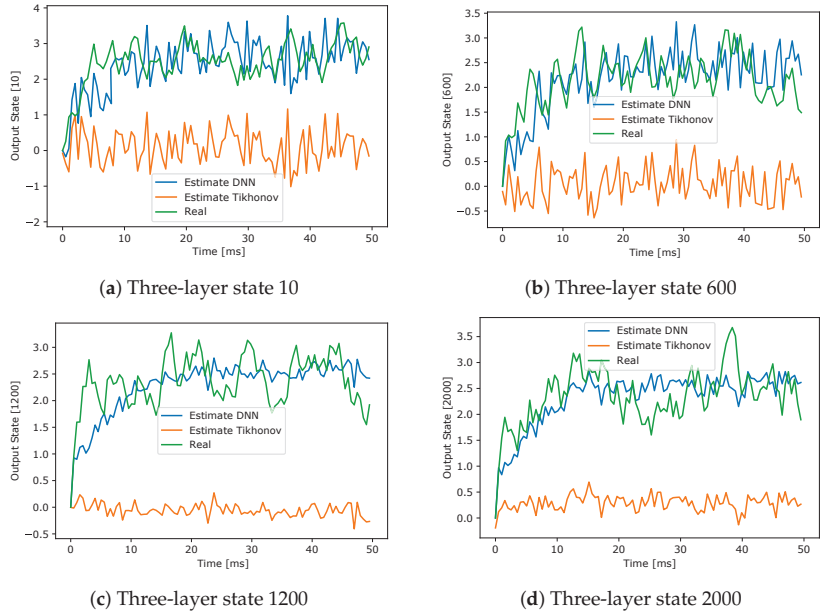 4
3
2
1
0
−1
−2
Output State [10]
Estimate DNN
Estimate Tikhonov
Real
0 10 20 30 40 50
Time [ms]
(a) Three-layer state 10
3.5
3.0
2.5
2.0
1.5
1.0
0.5
0.0
−0.5
Output State [600]
Estimate DNN
Estimate Tikhonov
Real
0 10 20 30 40 50
Time [ms]
(b) Three-layer state 600
3.0
2.5
2.0
1.5
1.0
0.5
0.0
−0.5
Output State [1200]
Estimate DNN
Estimate Tikhonov
Real
0 10 20 30 40 50
Time [ms]
(c) Three-layer state 1200
3.5
3.0
2.5
2.0
1.5
1.0
0.5
0.0
Output State [2000]
Estimate DNN
Estimate Tikhonov
Real
0 10 20 30 40 50
Time [ms]
(d) Three-layer state 2000